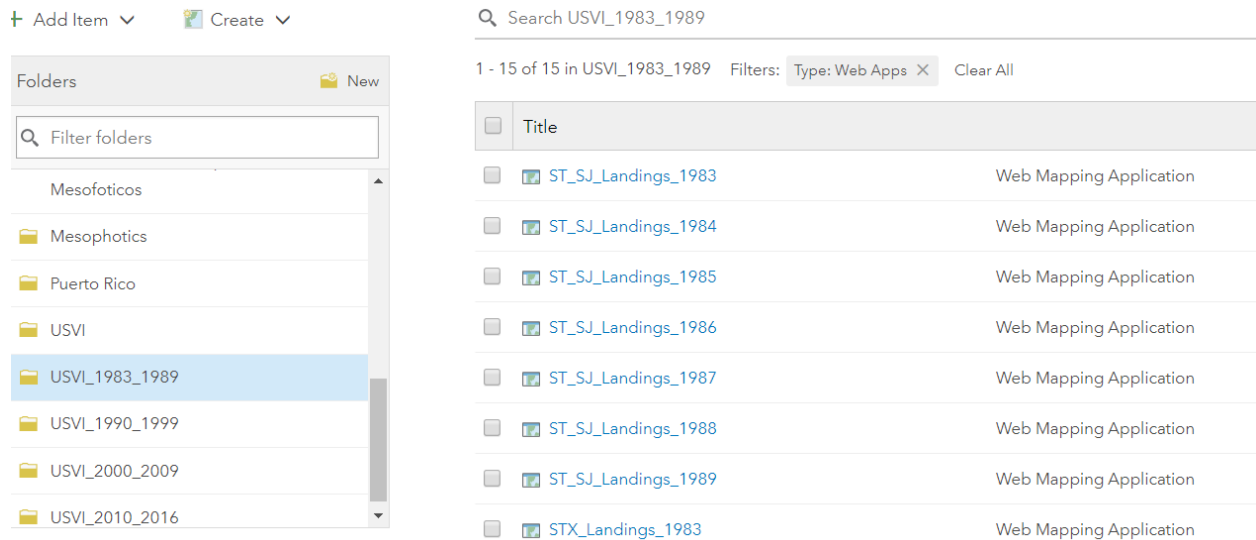 Add Item
Create
Search USVI_1983_1989
1 - 15 of 15 in USVI_1983_1989 Filters: Type: Web Apps Clear All
Folders New
Filter folders
Mesofoticos
Mesophotics
Puerto Rico
USVI
USVI_1983_1989
USVI_1990_1999
USVI_2000_2009
USVI_2010_2016
Title
ST_SJ_Landings_1983 Web Mapping Application
ST_SJ_Landings_1984 Web Mapping Application
ST_SJ_Landings_1985 Web Mapping Application
ST_SJ_Landings_1986 Web Mapping Application
ST_SJ_Landings_1987 Web Mapping Application
ST_SJ_Landings_1988 Web Mapping Application
ST_SJ_Landings_1989 Web Mapping Application
STX_Landings_1983 Web Mapping Application